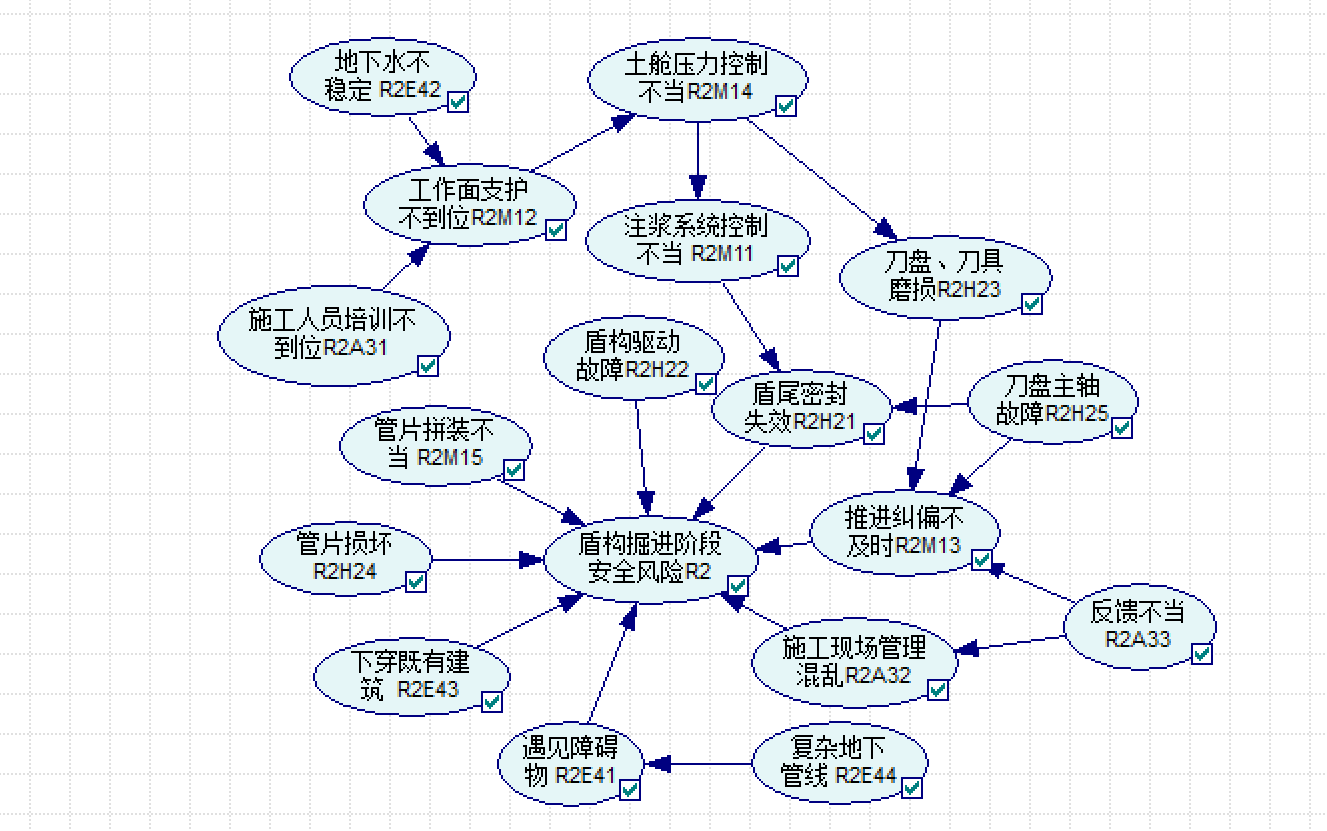 地下水不
稳定 R2E42
土舱压力控制
不当R2M14
工作面支护
不到位R2M12
注浆系统控制
不当 R2M11
刀盘、刀具
磨损R2H23
施工人员培训不
到位R2A31
盾构驱动
故障R2H22
盾尾密封
失效R2H21
刀盘主轴
故障R2H25
管片拼装不
当 R2M15
管片损坏
R2H24
盾构掘进阶段
安全风险R2
推进纠偏不
及时R2M13
反馈不当
R2A33
下穿既有建
筑 R2E43
施工现场管理
混乱R2A32
遇见障碍
物 R2E41
复杂地下
管线 R2E44